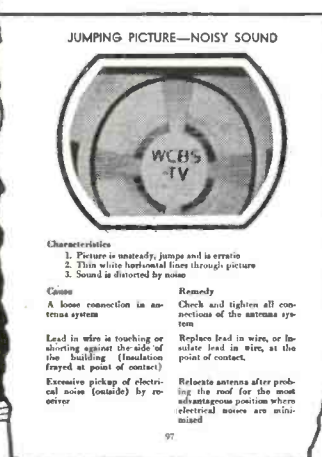 JUMPING PICTURE—NOISY SOUND
WCBS
-TV
Characteristics
1. Picture is unsteady, jumps and is erratic
2. Thin white horizontal lines through picture
3. Sound is distorted by noise
Cause
A loose connection in an-
tenna system
Lead in wire is touching or
shorting against the side of
the building (Insulation
frayed at point of contact)
Excessive pickup of electri-
cal noise (outside) by re-
ceiver
Remedy
Check and tighten all con-
nections of the antenna sys-
tem
Replace lead in wire, or in-
sulate lead in wire, at the
point of contact.
Relocate antenna after prob-
ing the roof for the most
advantageous position where
electrical noises are mini-
mized
97